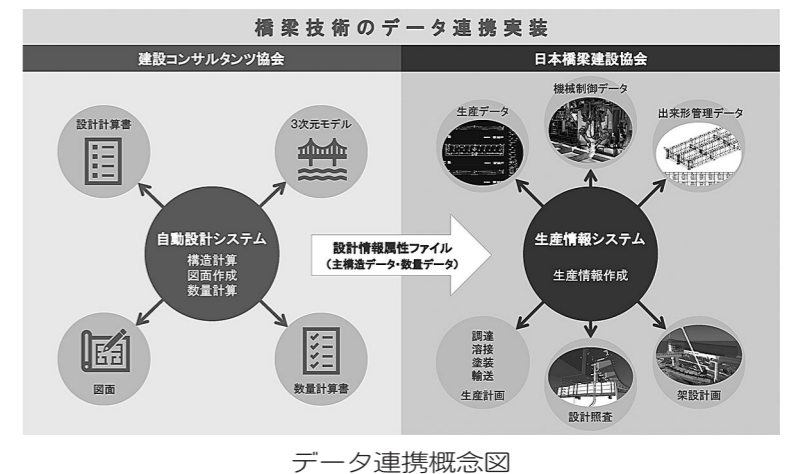 橋梁技術のデータ連携実装
建設コンサルタンツ協会
日本橋梁建設協会
設計計算書
3次元モデル
自動設計システム
構造計算
図面作成
数量計算
図面
数量計算書
設計情報属性ファイル
（主構造データ・数量データ）
生産データ
機械制御データ
出来形管理データ
生産情報システム
生産情報作成
調達
溶接
塗装
輸送
生産計画
設計照査
架設計画
データ連携概念図